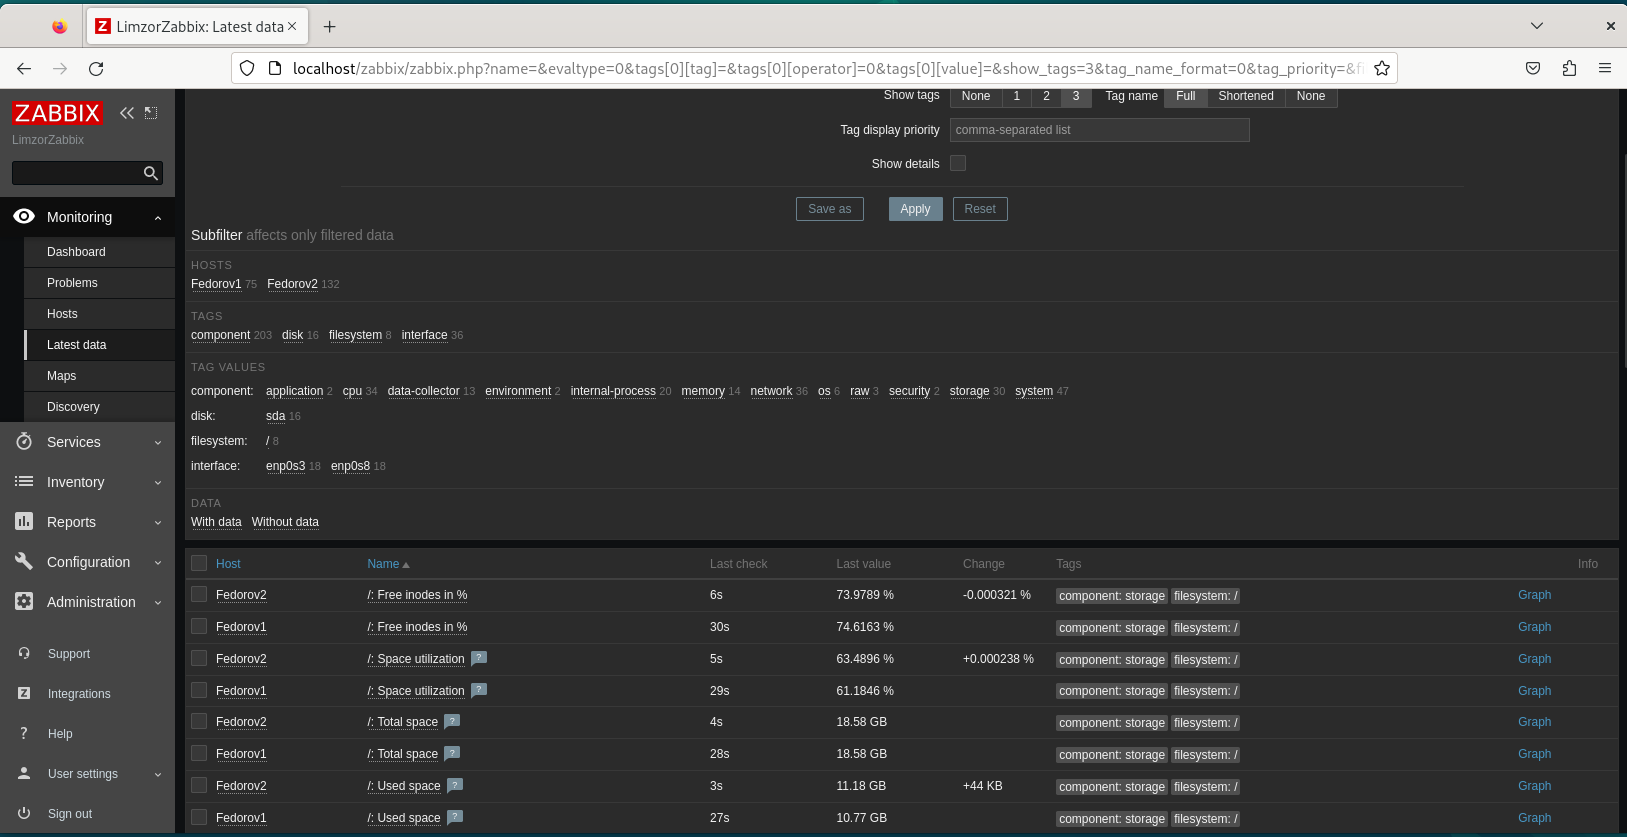 LimzorZabbix: Latest data
localhost/zabbix/zabbix.php?name=&evaltype=0&tags[0][tag]=&tags[0][operator]=0&tags[0][value]=&show_tags=3&tag_name_format=0&tag_priority=&fi
ZABBIX
LimzorZabbix
Monitoring
Dashboard
Problems
Hosts
Latest data
Maps
Discovery
Services
Inventory
Reports
Configuration
Administration
Support
Z Integrations
? Help
User settings
Sign out
Show tags None 1 2 3 Tag name Full Shortened None
Tag display priority comma-separated list
Show details
Save as Apply Reset
Subfilter affects only filtered data
HOSTS
Fedorov1 75 Fedorov2 132
TAGS
component 203 disk 16 filesystem 8 interface 36
TAG VALUES
component: application 2 cpu 34 data-collector 13 environment 2 internal-process 20 memory 14 network 36 os 6 raw 3 security 2 storage 30 system 47
disk: sda 16
filesystem: / 8
interface: enp0s3 18 enp0s8 18
DATA
With data Without data
Host Name Last check Last value Change Tags Info
Fedorov2 /: Free inodes in % 6s 73.9789 % -0.000321 % component: storage filesystem: / Graph
Fedorov1 /: Free inodes in % 30s 74.6163 % component: storage filesystem: / Graph
Fedorov2 /: Space utilization ? 5s 63.4896 % +0.000238 % component: storage filesystem: / Graph
Fedorov1 /: Space utilization ? 29s 61.1846 % component: storage filesystem: / Graph
Fedorov2 /: Total space ? 4s 18.58 GB component: storage filesystem: / Graph
Fedorov1 /: Total space ? 28s 18.58 GB component: storage filesystem: / Graph
Fedorov2 /: Used space ? 3s 11.18 GB +44 KB component: storage filesystem: / Graph
Fedorov1 /: Used space ? 27s 10.77 GB component: storage filesystem: / Graph